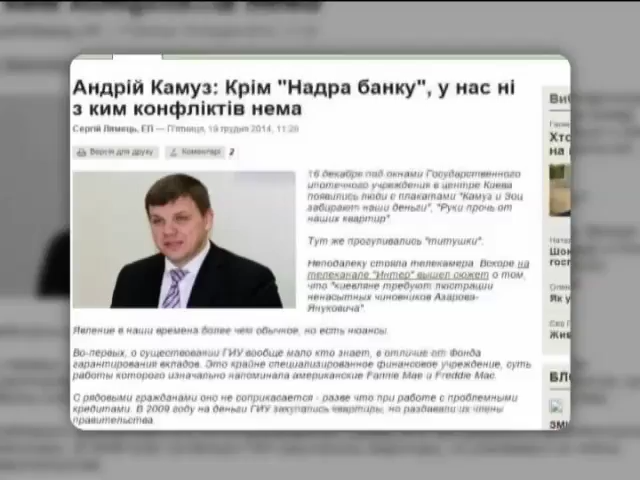 Андрій Камуз: Крім "Надра банку", у нас ні
з ким конфліктів нема
Сергій Лямець, ЕП — П'ятниця, 19 грудня 2014, 11:26
Версія для друку
Коментарі
2
16 декабря под окнами Государственного
ипотечного учреждения в центре Киева
появились люди с плакатами "Камуз и Зоц
забирают наши деньги", "Руки прочь от
наших квартир"
Тут же прогуливались "титушки".
Неподалеку стояла телекамера. Вскоре на
телеканале "Интер" вышел сюжет о том,
что "киевляне требуют люстрации
ненасытных чиновников Азарова-
Януковича"
Явление в наши времена более чем обычное, но есть нюансы.
Во-первых, о существовании ГИУ вообще мало кто знает, в отличие от Фонда
гарантирования вкладов. Это крайне специализированное финансовое учреждение, суть
работы которого изначально напоминала американские Fannie Mae и Freddie Mac.
С рядовыми гражданами оно не соприкасается - разве что при работе с проблемными
кредитами. В 2009 году на деньги ГИУ закупались квартиры, но раздавали их члены
правительства.
Хто
на
Як у
БЛ